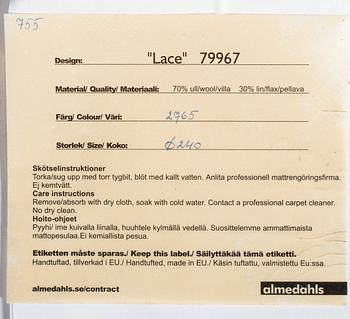 755
Design: "Lace" 79967
Material/ Quality/ Materiaali: 70% ull/wool/villa 30% lin/flax/pellava
Färg/ Colour/ Väri: 2765
Storlek/ Size/ Koko: Ø240
Skötselinstruktioner
Torka/sug upp med torr tygbit, blöt med kallt vatten. Anlita professionell mattrengöringsfirma.
Ej kemtvätt.
Care instructions
Remove/absorb with dry cloth, soak with cold water. Contact a professional carpet cleaner.
No dry clean.
Hoito-ohjeet
Pyyhi/ ime kuivalla liinalla, huuhtele kylmällä vedellä. Suosittelemme ammattimaista
mattopesulaa.Ei kemiallista pesua.
Etiketten måste sparas./ Keep this label./ Säilyttäkää tämä etiketti.
Handtuftad, tillverkad i EU./ Handtufted, made in EU./ Käsin tuftattu, valmistettu Eu:ssa.
almedahls.se/contract almedahls